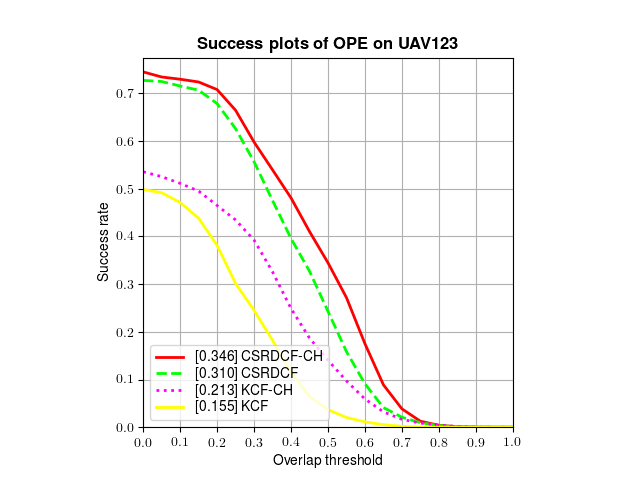 Success plots of OPE on UAV123
Success rate
0.7
0.6
0.5
0.4
0.3
0.2
0.1
0.0
[0.346] CSRDCF-CH
[0.310] CSRDCF
[0.213] KCF-CH
[0.155] KCF
0.0 0.1 0.2 0.3 0.4 0.5 0.6 0.7 0.8 0.9 1.0
Overlap threshold